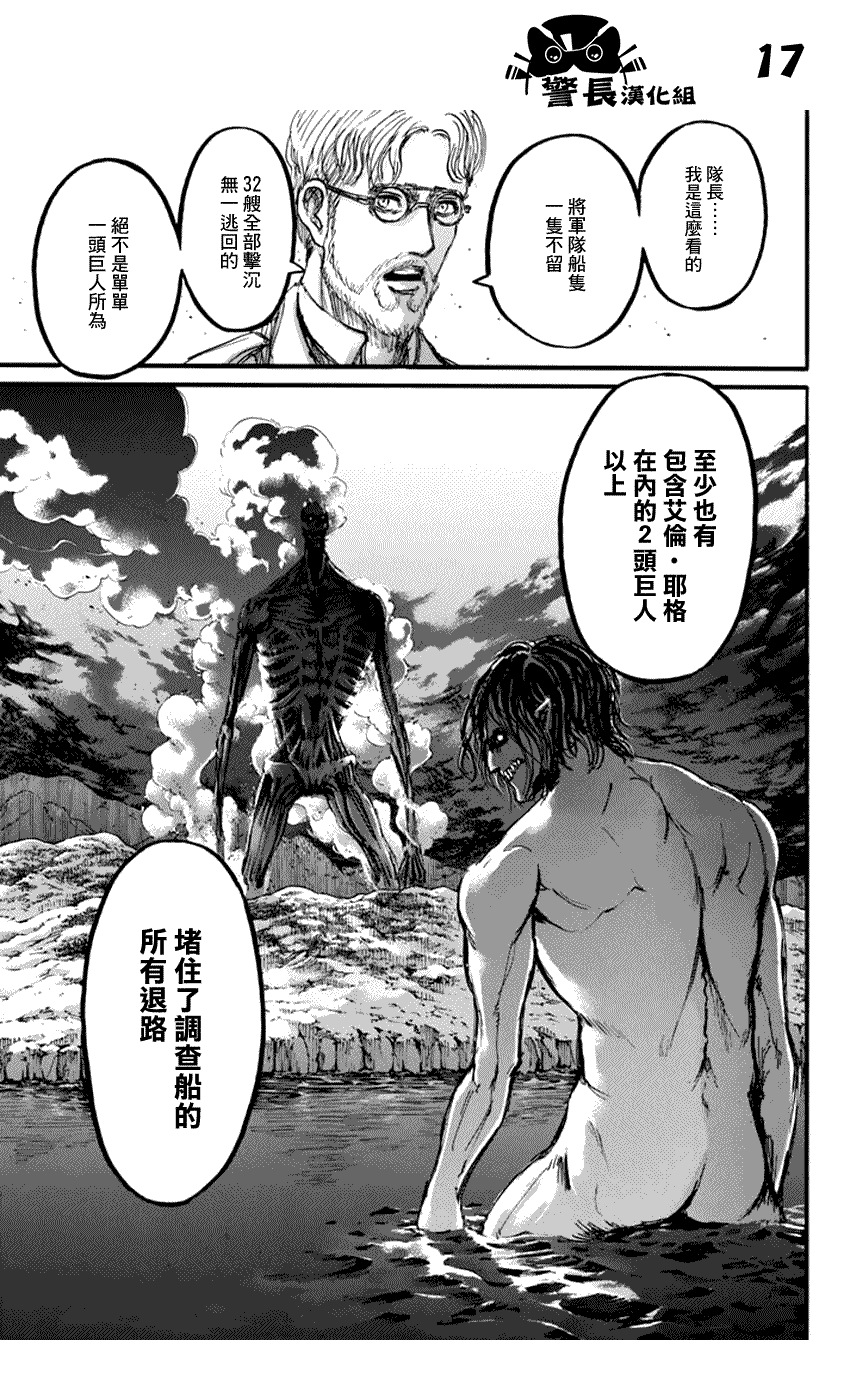 警長漢化組
17
隊長……
我是這麼看的
將軍隊船隻
一隻不留
32艘全部擊沉
無一逃回的
絕不是單單
一頭巨人所為
至少也有
包含艾倫·耶格
在內的2頭巨人
以上
堵住了調查船的
所有退路